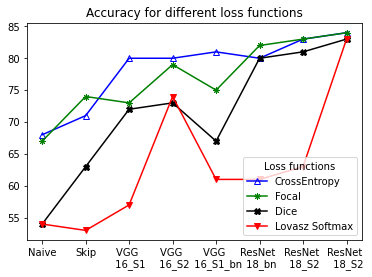 Accuracy for different loss functions
85
80
75
70
65
60
55
Loss functions
CrossEntropy
Focal
Dice
Lovasz Softmax
Naive Skip VGG VGG VGG ResNet ResNet ResNet
16_S1 16_S2 16_S1_bn 18_bn 18_S2 18_S2